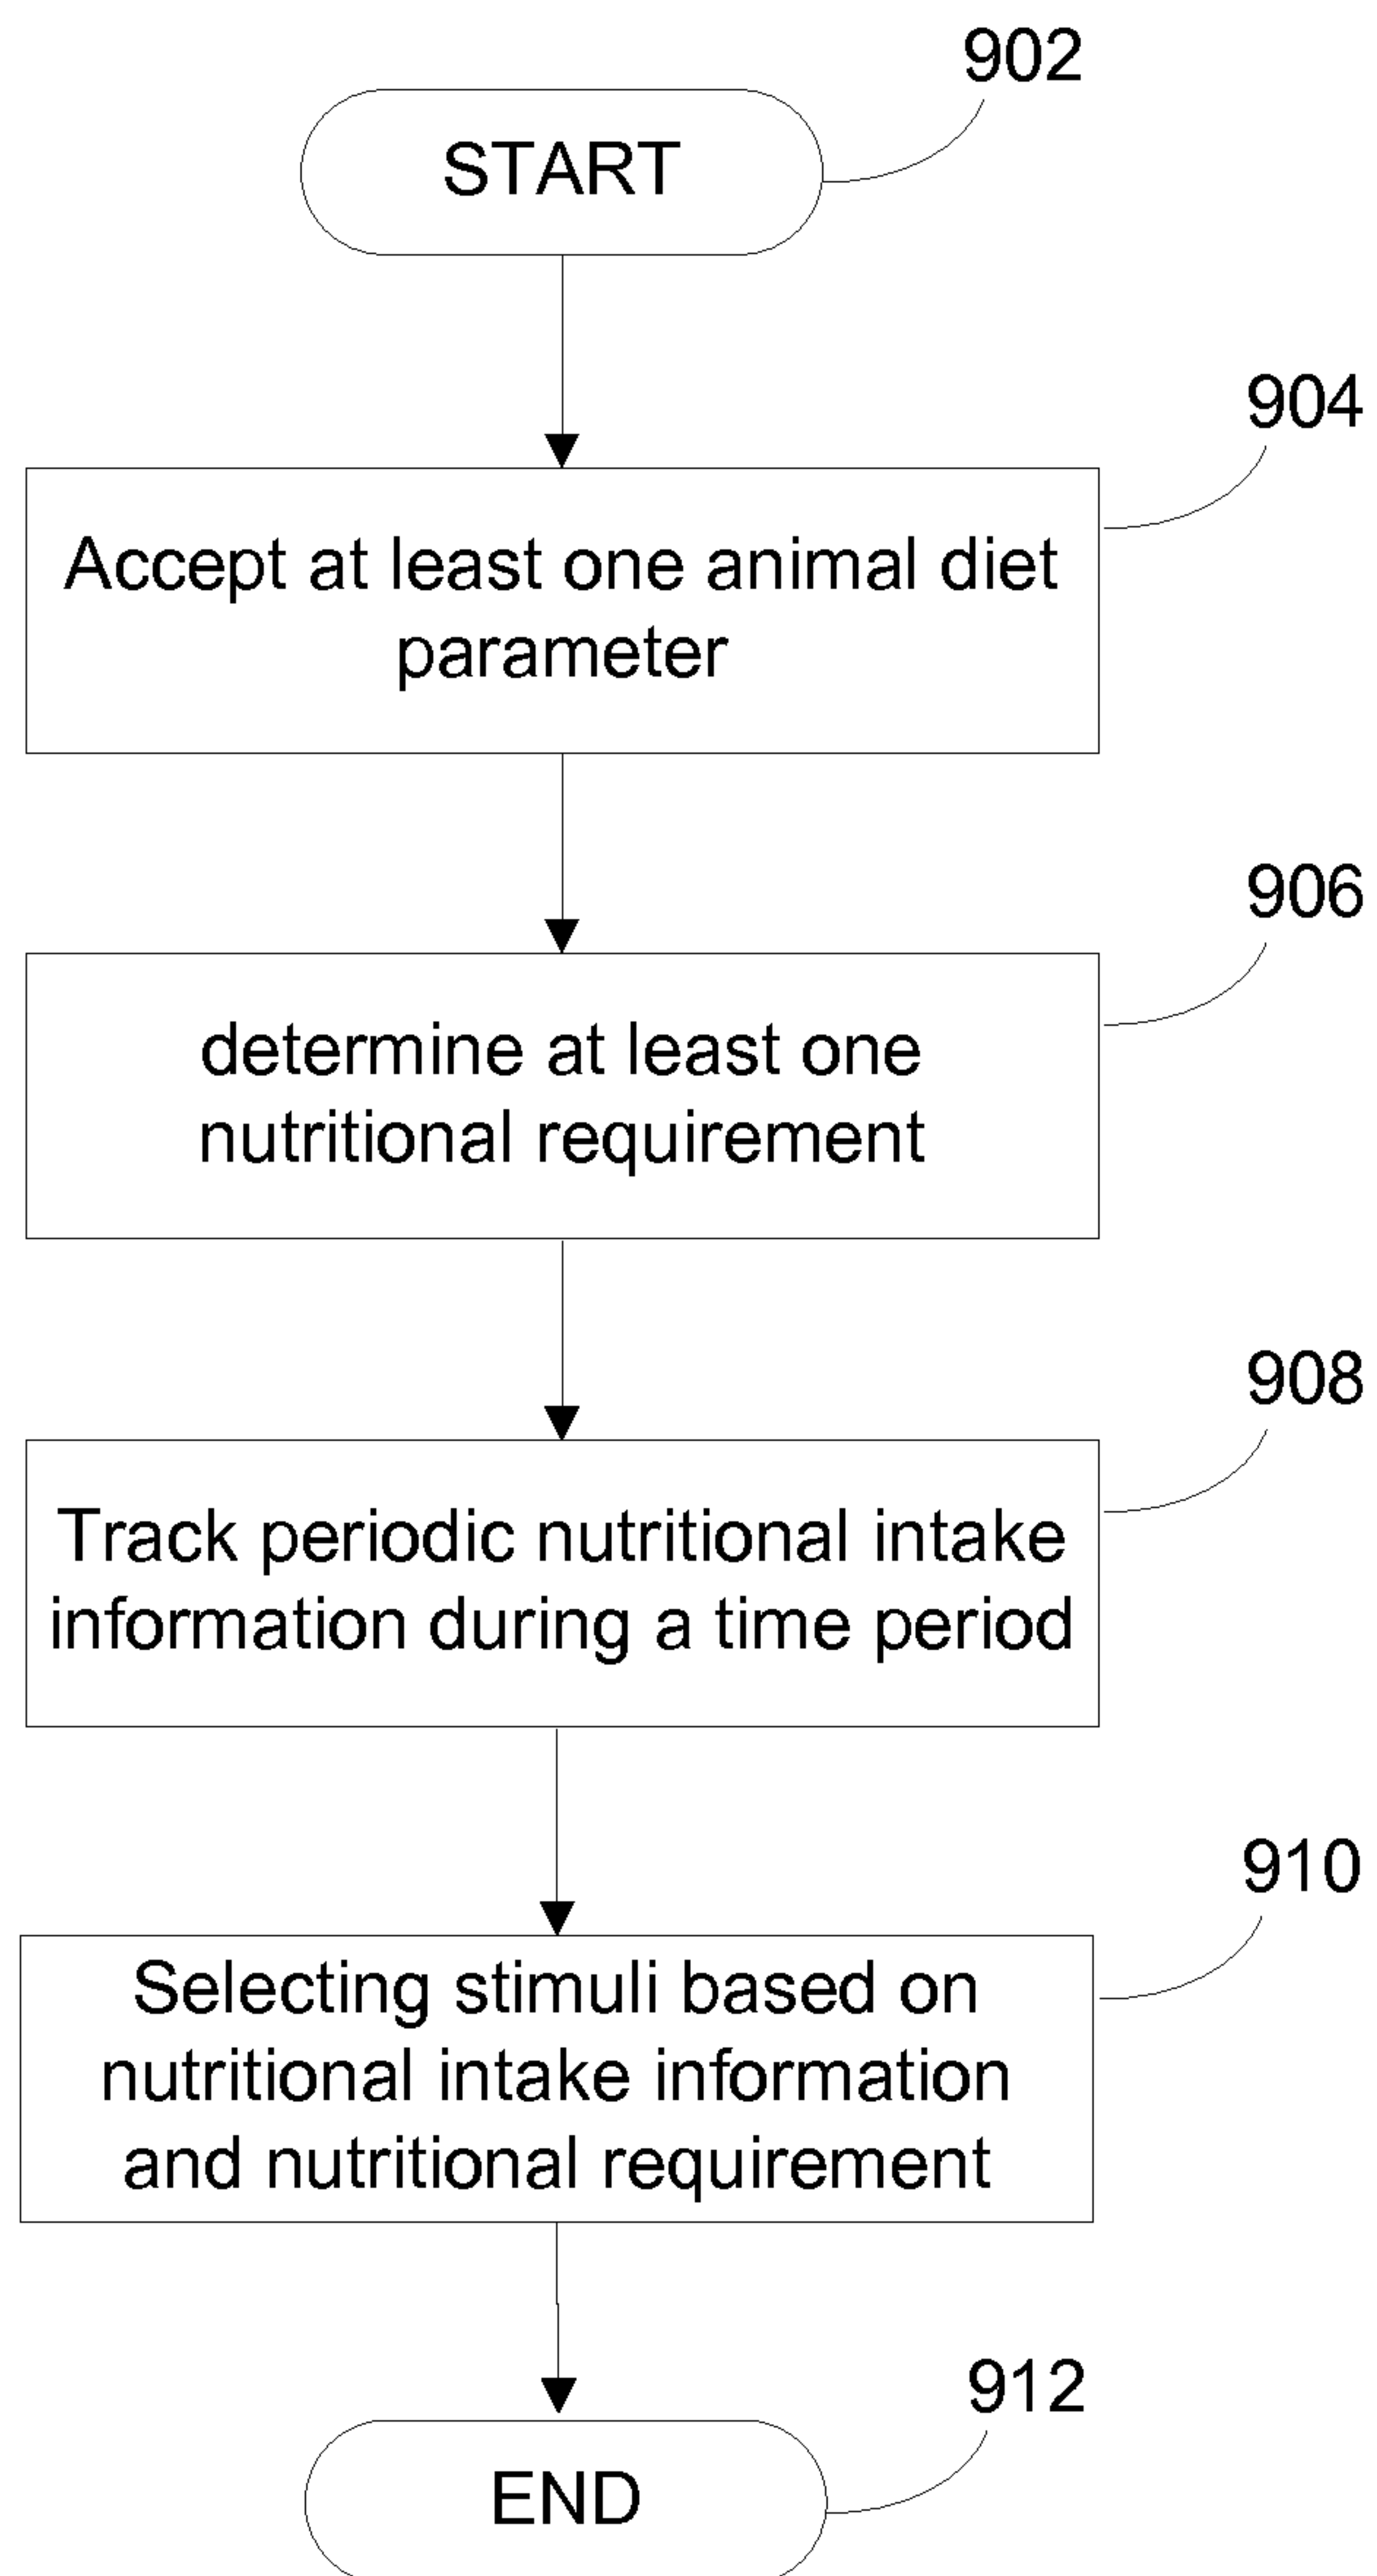 902
START
904
Accept at least one animal diet
parameter
906
determine at least one
nutritional requirement
908
Track periodic nutritional intake
information during a time period
910
Selecting stimuli based on
nutritional intake information
and nutritional requirement
912
END